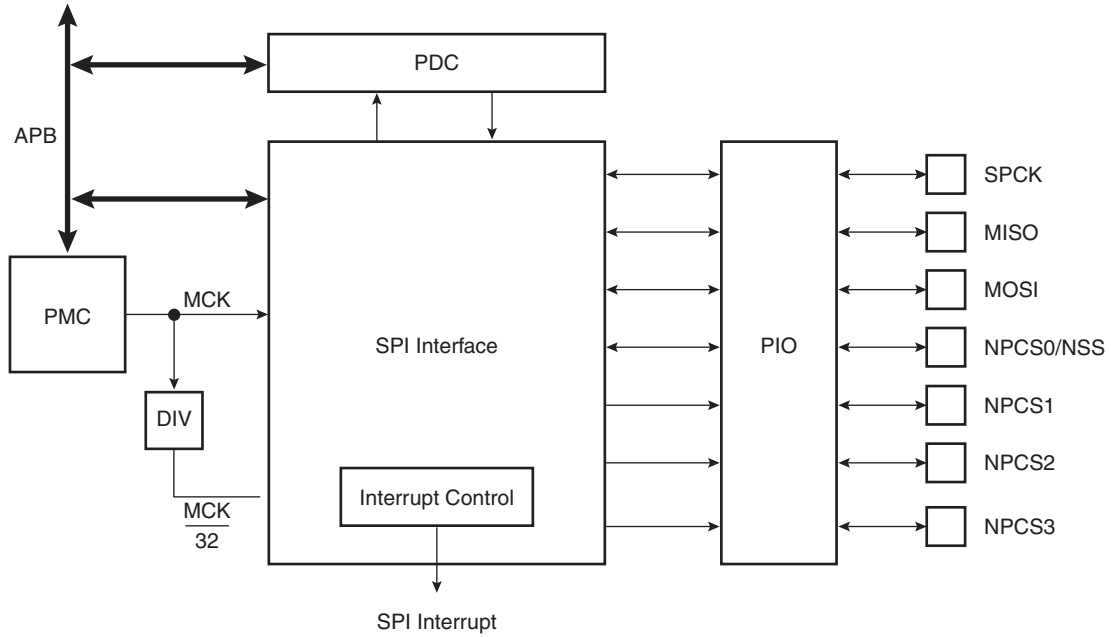 PDC
APB
SPCK
MISO
PMC
MCK
MOSI
SPI Interface
PIO
NPCS0/NSS
DIV
NPCS1
NPCS2
MCK
32
Interrupt Control
NPCS3
SPI Interrupt